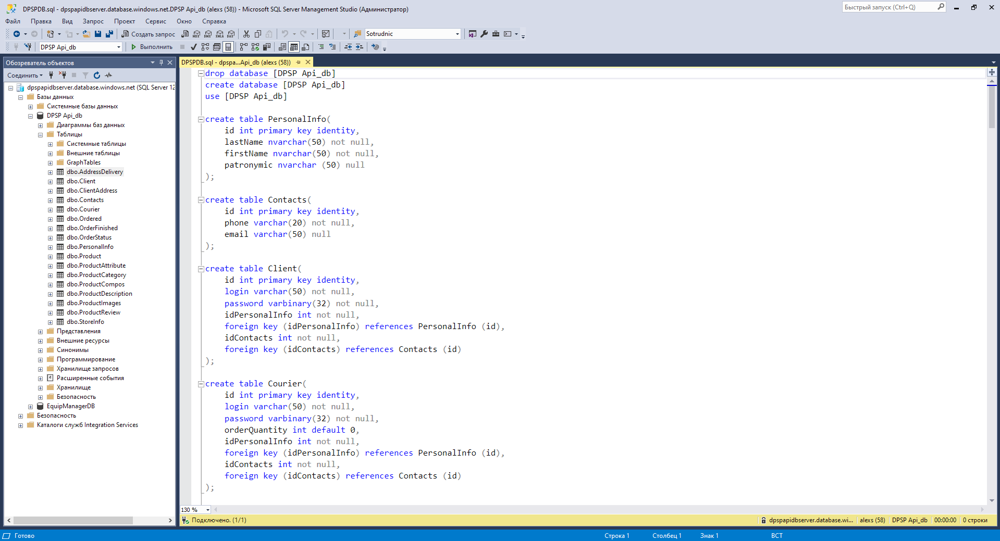 DPSPDB.sql - dpspapidbserver.database.windows.net.DPSP Api_db (alexs (58)) - Microsoft SQL Server Management Studio (Администратор)
Быстрый запуск (Ctrl+Q)
Файл Правка Вид Запрос Проект Сервис Окно Справка
Создать запрос MDX DMX XMLA DAX Sotrudnic
DPSP Api_db Выполнить
Обозреватель объектов
Соединить
dpspapidbserver.database.windows.net (SQL Server 12
Базы данных
Системные базы данных
DPSP Api_db
Диаграммы баз данных
Таблицы
Системные таблицы
Внешние таблицы
GraphTables
dbo.AddressDelivery
dbo.Client
dbo.ClientAddress
dbo.Contacts
dbo.Courier
dbo.Ordered
dbo.OrderFinished
dbo.OrderStatus
dbo.PersonalInfo
dbo.Product
dbo.ProductAttribute
dbo.ProductCategory
dbo.ProductCompos
dbo.ProductDescription
dbo.ProductImages
dbo.ProductReview
dbo.StoreInfo
Представления
Внешние ресурсы
Синонимы
Программирование
Хранилище запросов
Расширенные события
Хранилище
Безопасность
EquipManagerDB
Безопасность
Каталоги служб Integration Services
DPSPDB.sql - dpspa...Api_db (alexs (58))
drop database [DPSP Api_db]
create database [DPSP Api_db]
use [DPSP Api_db]
create table PersonalInfo(
id int primary key identity,
lastName nvarchar(50) not null,
firstName nvarchar(50) not null,
patronymic nvarchar (50) null
);
create table Contacts(
id int primary key identity,
phone varchar(20) not null,
email varchar(50) null
);
create table Client(
id int primary key identity,
login varchar(50) not null,
password varbinary(32) not null,
idPersonalInfo int not null,
foreign key (idPersonalInfo) references PersonalInfo (id),
idContacts int not null,
foreign key (idContacts) references Contacts (id)
);
create table Courier(
id int primary key identity,
login varchar(50) not null,
password varbinary(32) not null,
orderQuantity int default 0,
idPersonalInfo int not null,
foreign key (idPersonalInfo) references PersonalInfo (id),
idContacts int not null,
foreign key (idContacts) references Contacts (id)
);
130 %
Подключено. (1/1) dpspapidbserver.database.wi... alexs (58) DPSP Api_db 00:00:00 0 строки
Готово Строка 1 Столбец 1 Знак 1 ВСТ